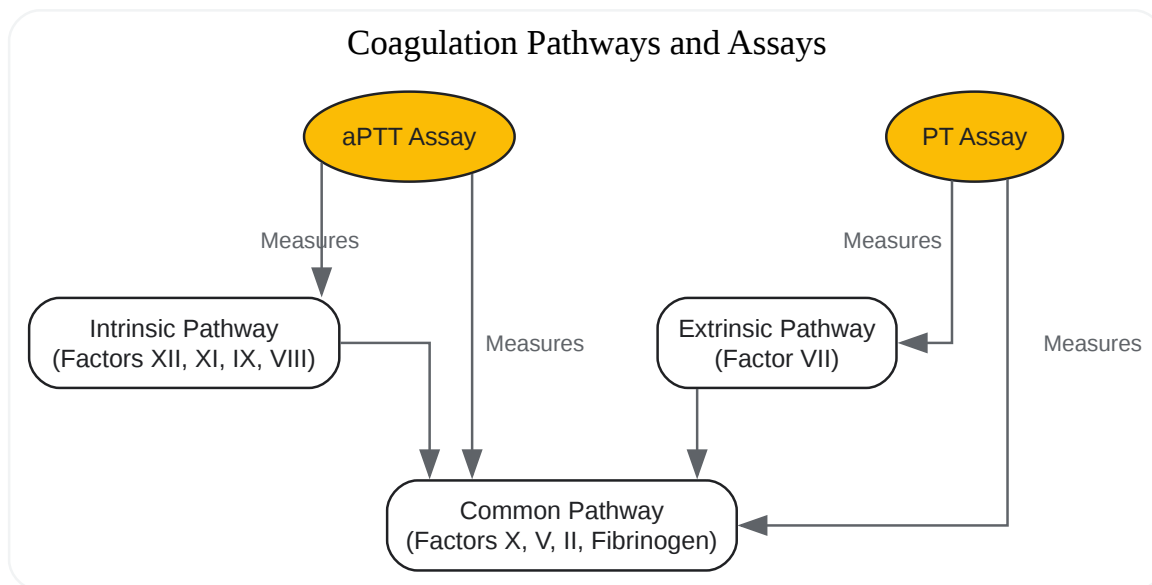 Coagulation Pathways and Assays
aPTT Assay
PT Assay
Measures
Measures
Intrinsic Pathway
(Factors XII, XI, IX, VIII)
Measures
Extrinsic Pathway
(Factor VII)
Measures
Common Pathway
(Factors X, V, II, Fibrinogen)